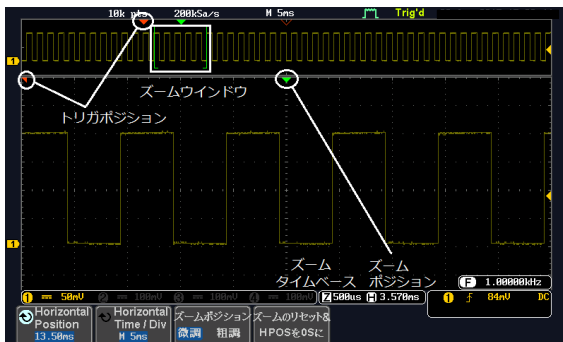 10k pts 200kSa/s M 5ms Trig'd
1
ズームウインドウ
トリガポジション
1
ズーム
タイムベース
ズーム
ポジション
F 1.00000kHz
1 50mV 2 100mV 3 100mV 4 100mV Z 500us H 3.570ms 1 84mV DC
Horizontal
Position
13.50ms
Horizontal
Time / Div
M 5ms
ズームポジション
微調 粗調
ズームのリセット&
HPOSを0Sに